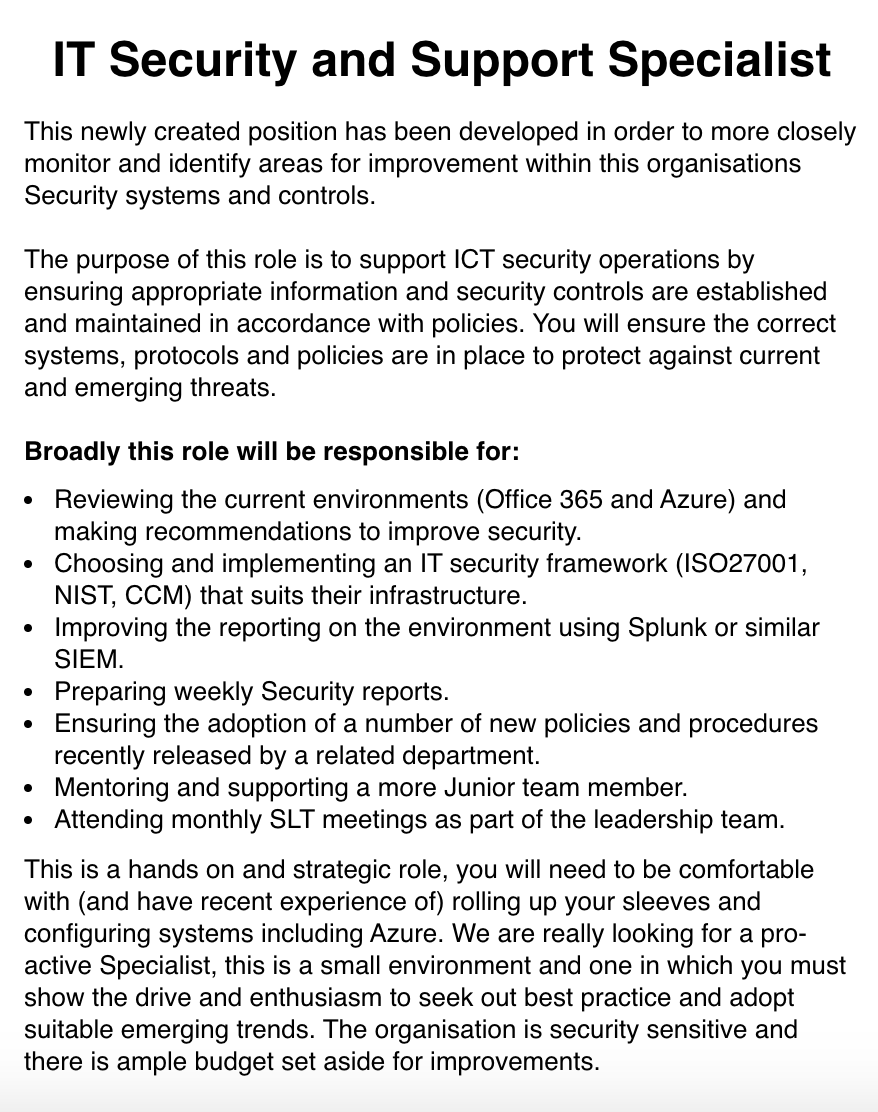 IT Security and Support Specialist
This newly created position has been developed in order to more closely
monitor and identify areas for improvement within this organisations
Security systems and controls.
The purpose of this role is to support ICT security operations by
ensuring appropriate information and security controls are established
and maintained in accordance with policies. You will ensure the correct
systems, protocols and policies are in place to protect against current
and emerging threats.
Broadly this role will be responsible for:
• Reviewing the current environments (Office 365 and Azure) and
making recommendations to improve security.
• Choosing and implementing an IT security framework (ISO27001,
NIST, CCM) that suits their infrastructure.
• Improving the reporting on the environment using Splunk or similar
SIEM.
• Preparing weekly Security reports.
• Ensuring the adoption of a number of new policies and procedures
recently released by a related department.
• Mentoring and supporting a more Junior team member.
• Attending monthly SLT meetings as part of the leadership team.
This is a hands on and strategic role, you will need to be comfortable
with (and have recent experience of) rolling up your sleeves and
configuring systems including Azure. We are really looking for a pro-
active Specialist, this is a small environment and one in which you must
show the drive and enthusiasm to seek out best practice and adopt
suitable emerging trends. The organisation is security sensitive and
there is ample budget set aside for improvements.